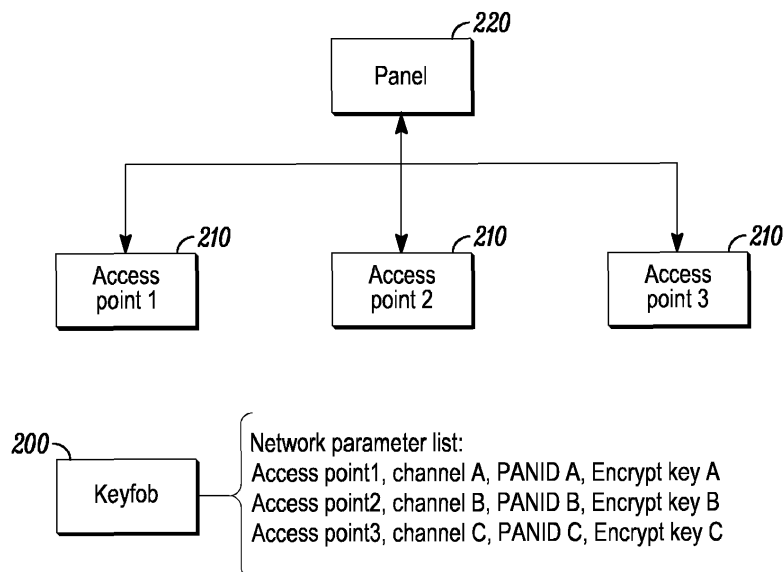 220
Panel
210
210
210
Access
point 1
Access
point 2
Access
point 3
200
Keyfob
Network parameter list:
Access point1, channel A, PANID A, Encrypt key A
Access point2, channel B, PANID B, Encrypt key B
Access point3, channel C, PANID C, Encrypt key C